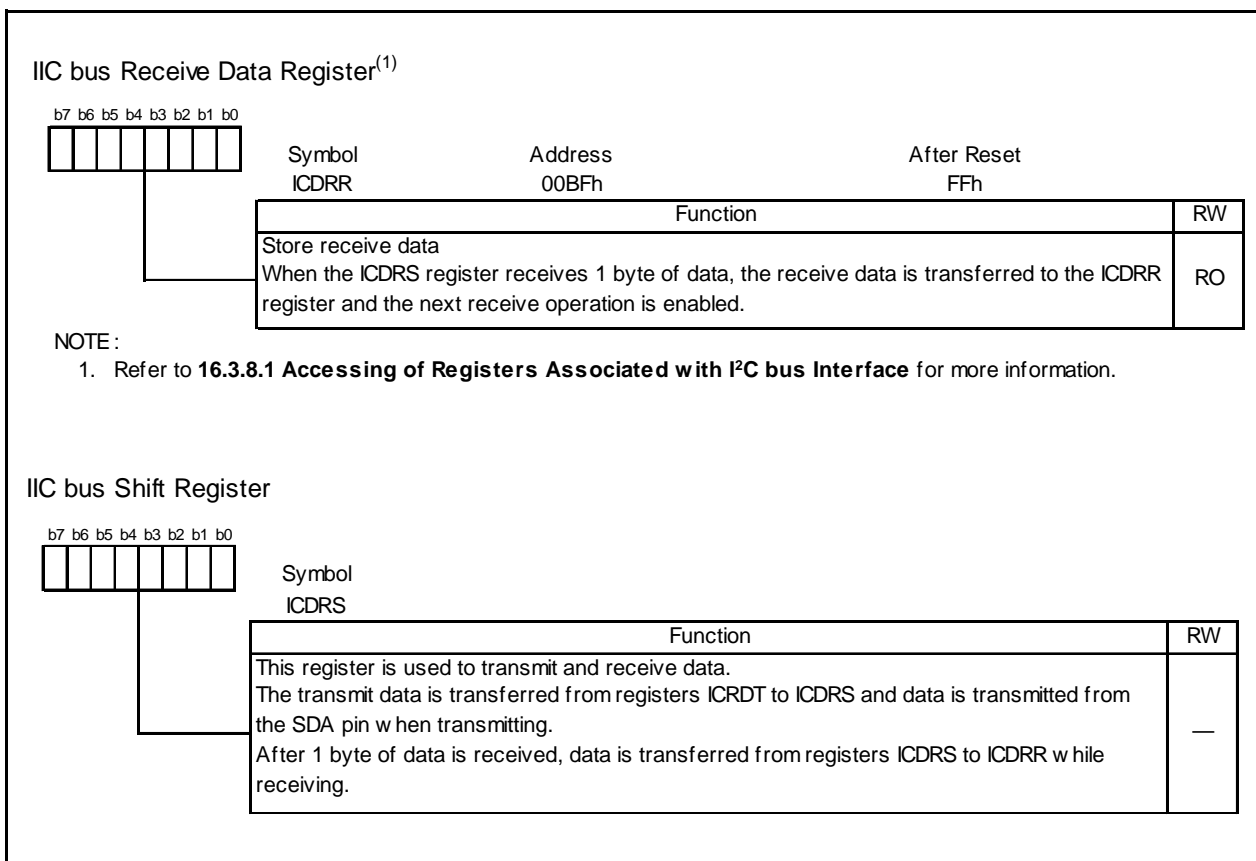 IIC bus Receive Data Register(1)
b7 b6 b5 b4 b3 b2 b1 b0
Symbol Address After Reset
ICDRR 00BFh FFh
Function RW
Store receive data
When the ICDRS register receives 1 byte of data, the receive data is transferred to the ICDRR
register and the next receive operation is enabled.
RO
NOTE:
1. Refer to 16.3.8.1 Accessing of Registers Associated with I²C bus Interface for more information.
IIC bus Shift Register
b7 b6 b5 b4 b3 b2 b1 b0
Symbol
ICDRS
Function RW
This register is used to transmit and receive data.
The transmit data is transferred from registers ICRDT to ICDRS and data is transmitted from
the SDA pin when transmitting.
After 1 byte of data is received, data is transferred from registers ICDRS to ICDRR while
receiving.
—